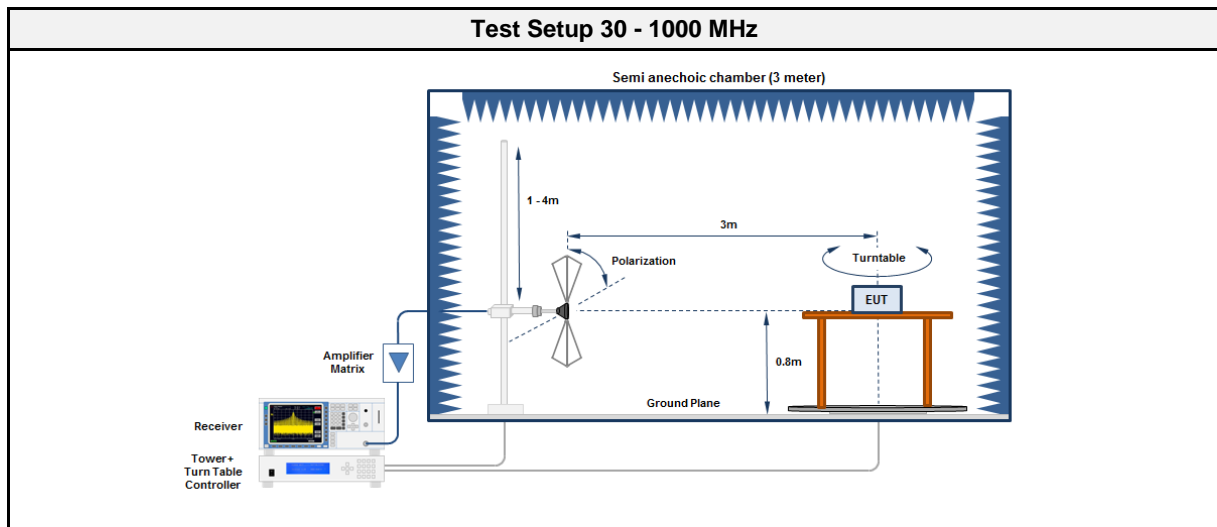 Test Setup 30 - 1000 MHz
Semi anechoic chamber (3 meter)
1 - 4m
3m
Polarization
Turntable
EUT
0.8m
Amplifier
Matrix
Ground Plane
Receiver
Tower+
Turn Table
Controller